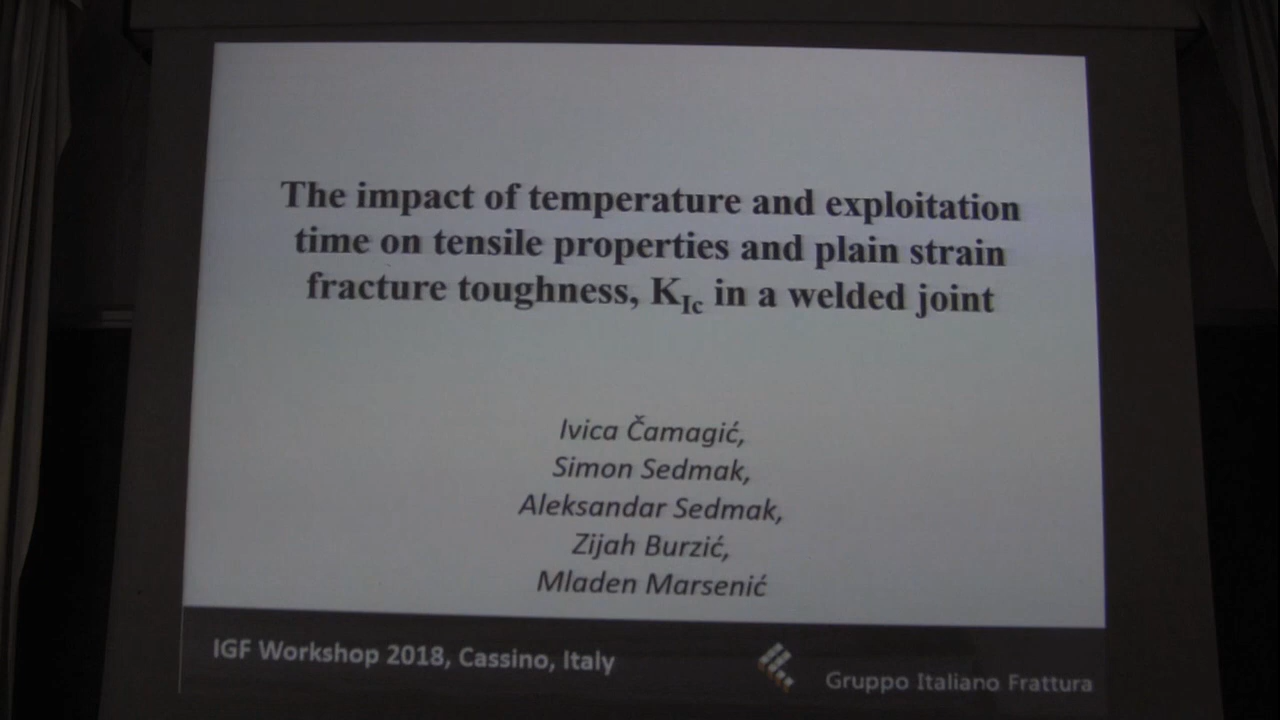 The impact of temperature and exploitation
time on tensile properties and plain strain
fracture toughness, K_Ic in a welded joint
Ivica Čamagić,
Simon Sedmak,
Aleksandar Sedmak,
Zijah Burzić,
Mladen Marsenić
IGF Workshop 2018, Cassino, Italy
Gruppo Italiano Frattura